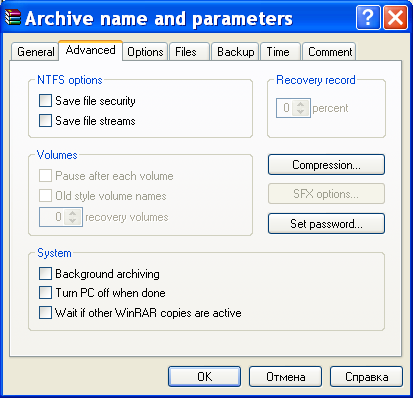 Archive name and parameters
General Advanced Options Files Backup Time Comment
NTFS options
Save file security
Save file streams
Recovery record
0 percent
Volumes
Pause after each volume
Old style volume names
0 recovery volumes
Compression...
SFX options...
Set password...
System
Background archiving
Turn PC off when done
Wait if other WinRAR copies are active
OK Отмена Справка